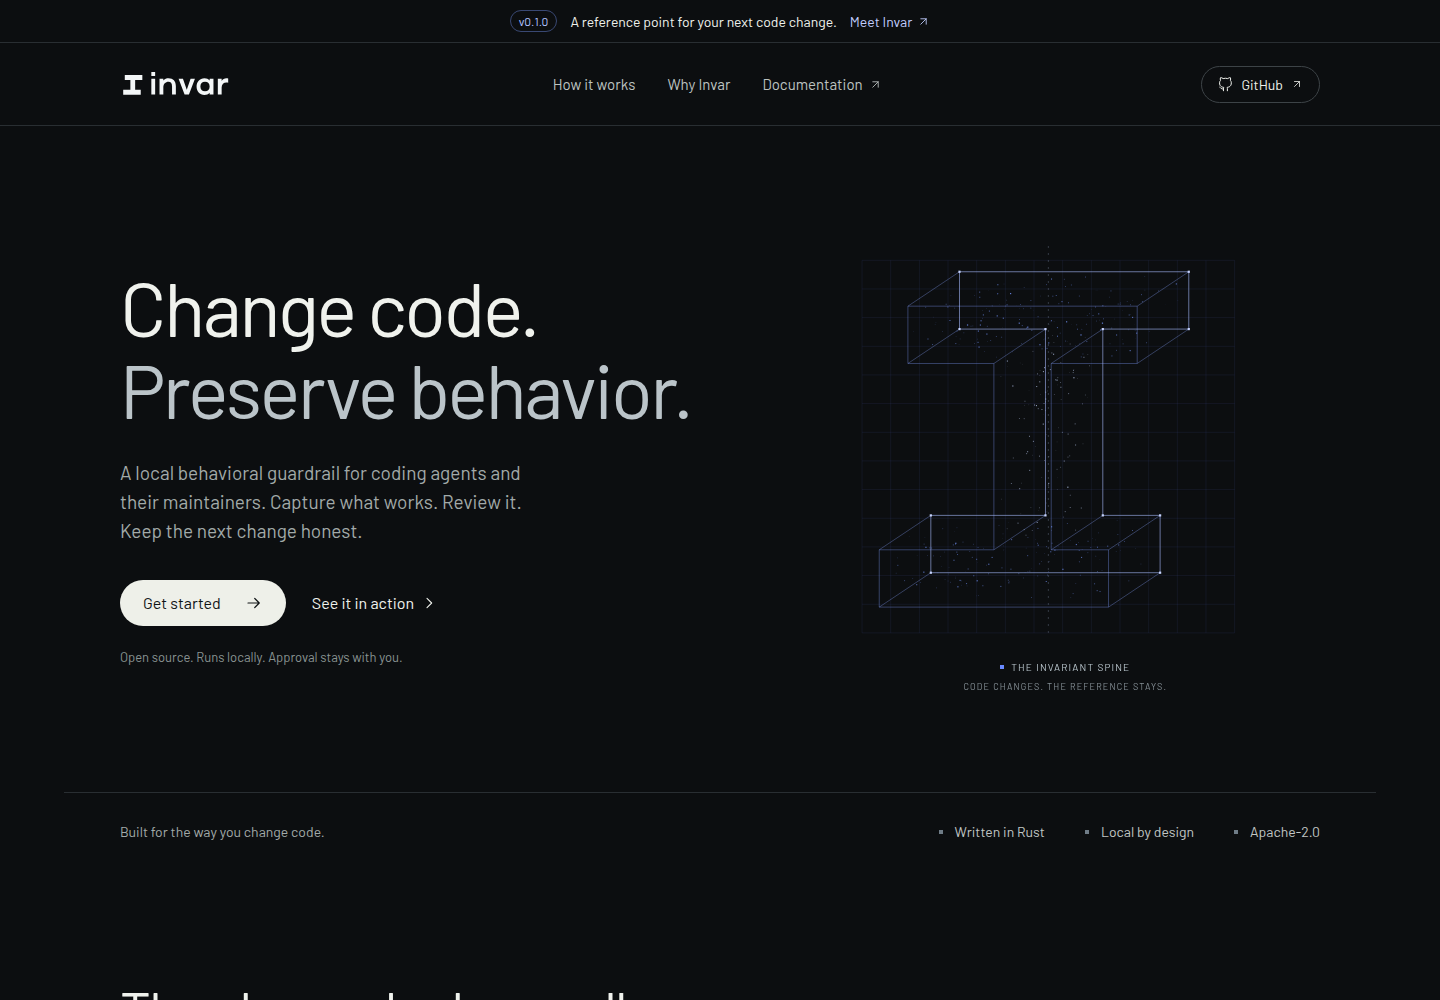 v0.1.0 A reference point for your next code change. Meet Invar
invar
How it works Why Invar Documentation
GitHub
Change code.
Preserve behavior.
A local behavioral guardrail for coding agents and
their maintainers. Capture what works. Review it.
Keep the next change honest.
Get started
See it in action
Open source. Runs locally. Approval stays with you.
THE INVARIANT SPINE
CODE CHANGES. THE REFERENCE STAYS.
Built for the way you change code.
Written in Rust
Local by design
Apache-2.0